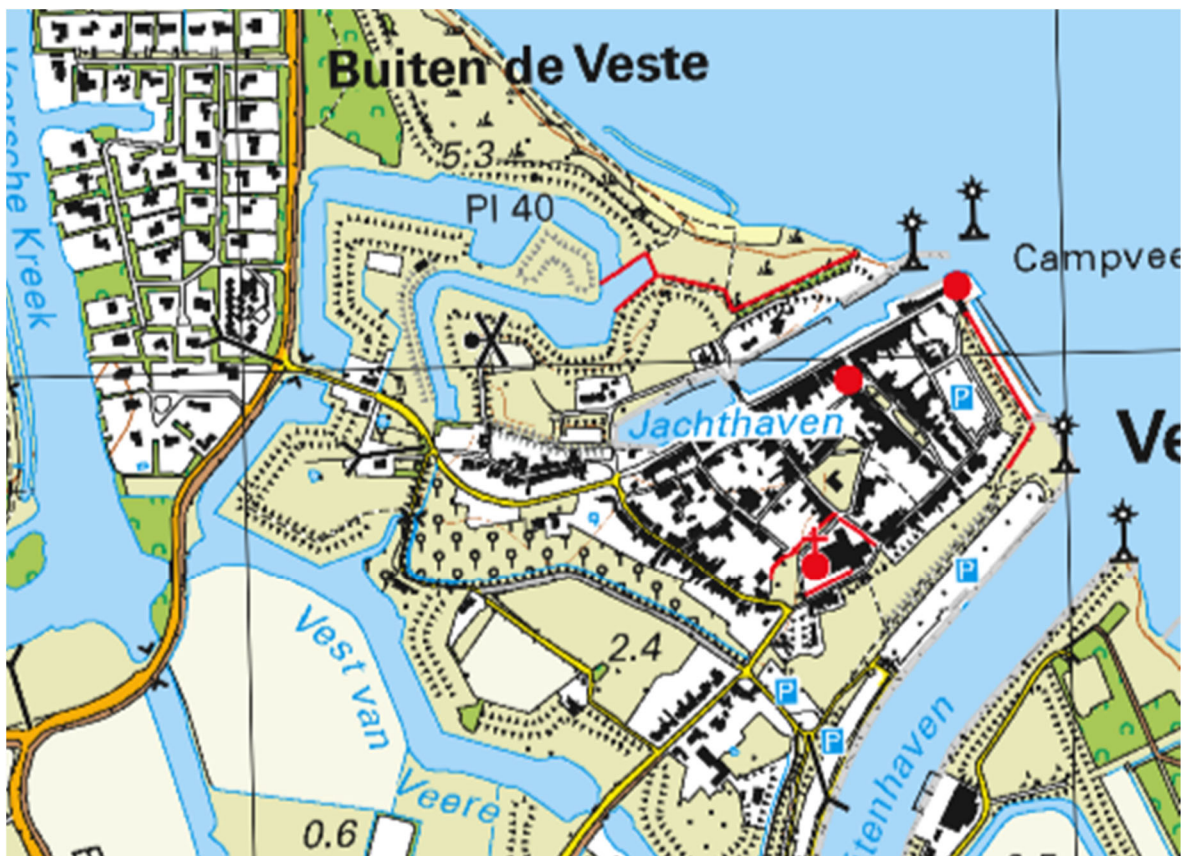 Buiten de Veste
5.3
Pl 40
Veersche Kreek
Campvee
Jachthaven
P
Ve
P
Vest van
Veere
2.4
P
P
tenhaven
0.6